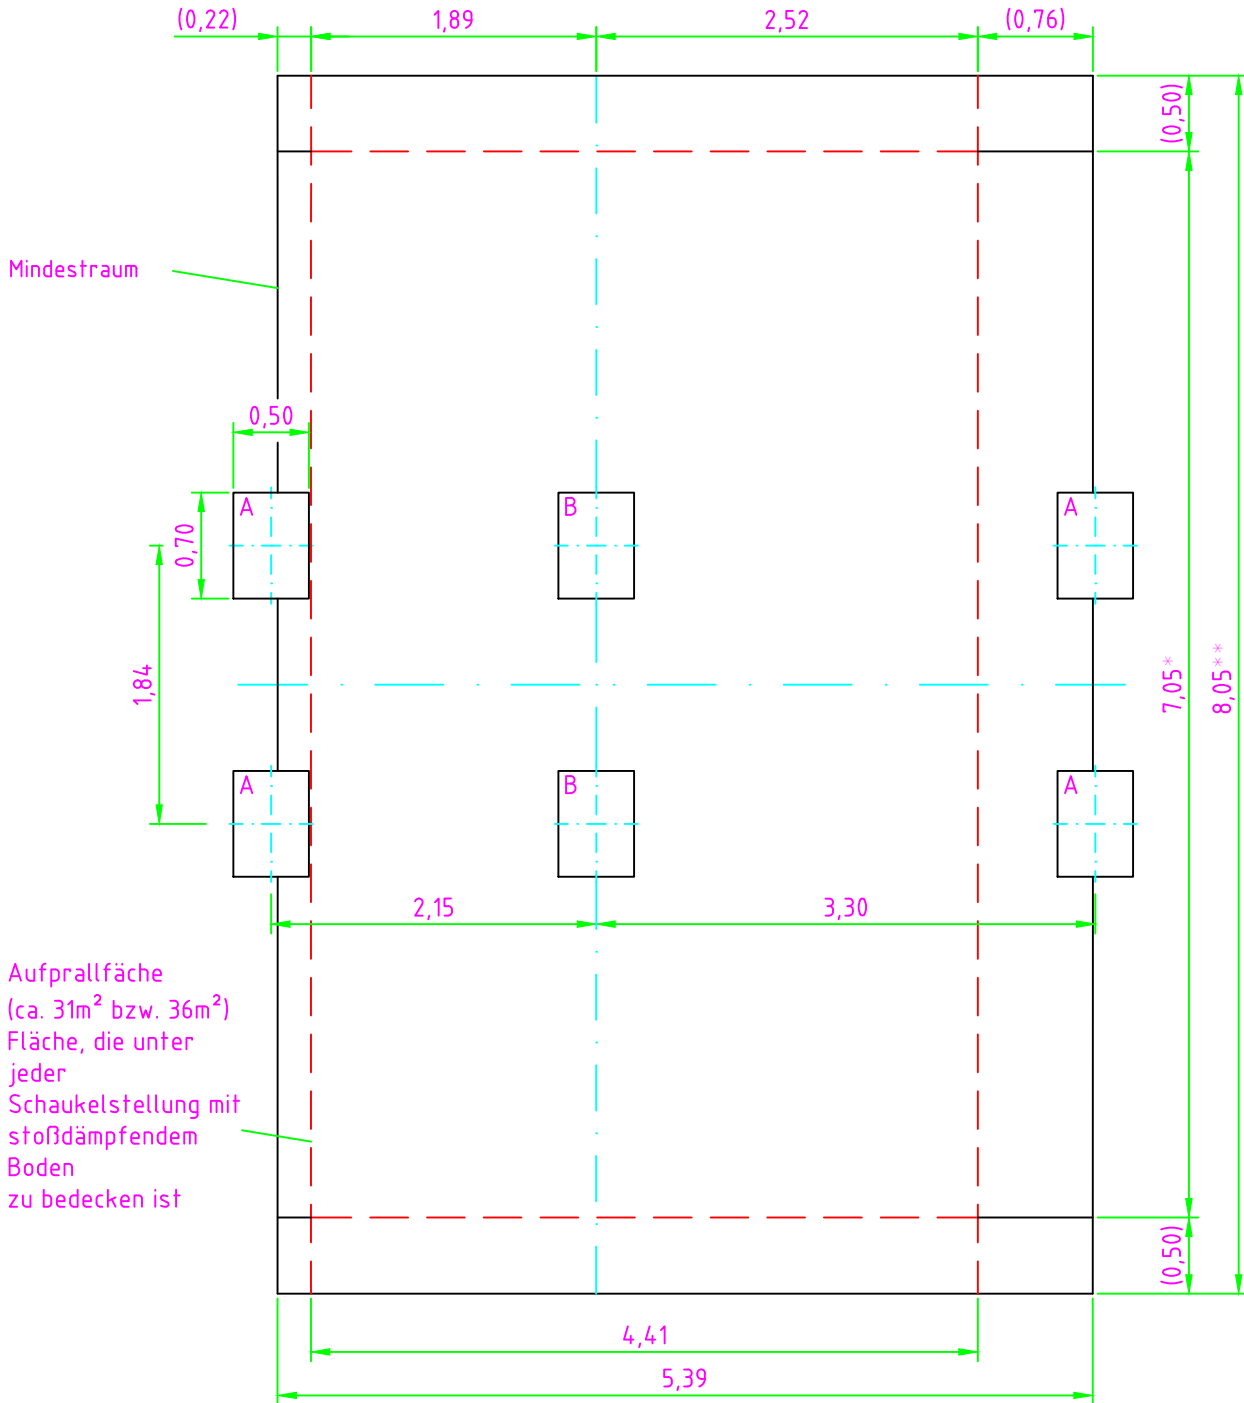 (0,22)
1,89
2,52
(0,76)
(0,50)
Mindestraum
0,50
A
B
A
0,70
1,84
7,05*
8,05**
A
B
A
2,15
3,30
Aufprallfäche
(ca. 31m² bzw. 36m²)
Fläche, die unter
jeder
Schaukelstellung mit
stoßdämpfendem
Boden
zu bedecken ist
(0,50)
4,41
5,39